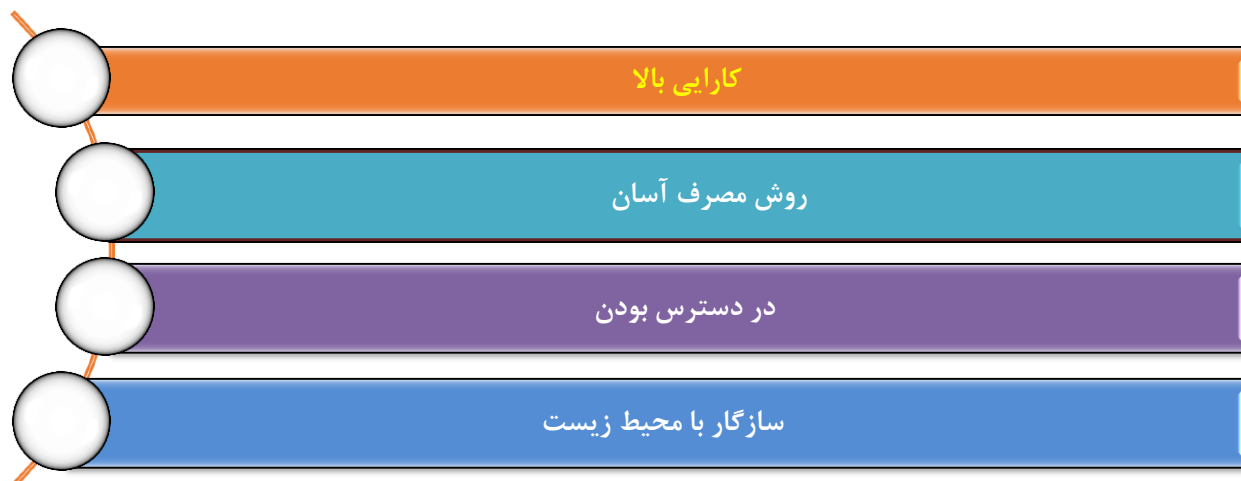 کارایی بالا
روش مصرف آسان
در دسترس بودن
سازگار با محیط زیست